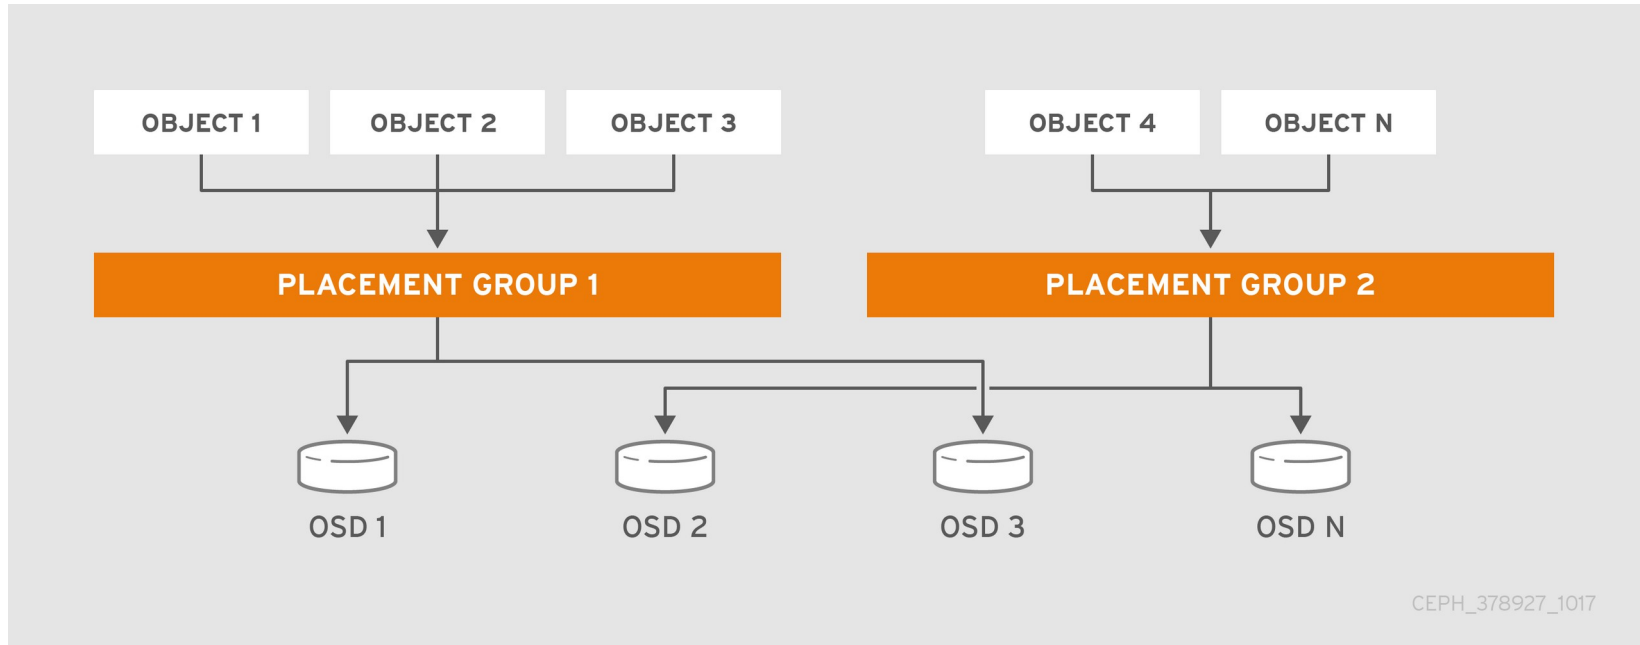 OBJECT 1
OBJECT 2
OBJECT 3
OBJECT 4
OBJECT N
PLACEMENT GROUP 1
PLACEMENT GROUP 2
OSD 1
OSD 2
OSD 3
OSD N
CEPH_378927_1017